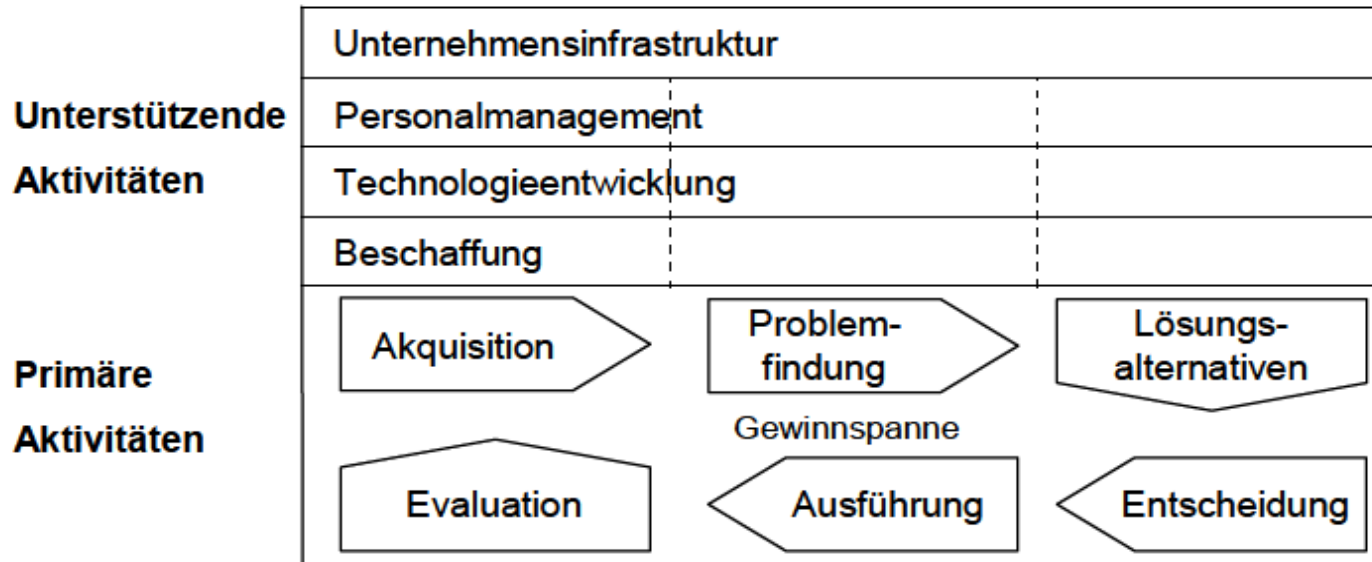 Unternehmensinfrastruktur
Unterstützende
Personalmanagement
Aktivitäten
Technologieentwicklung
Beschaffung
Akquisition
Problem-
findung
Lösungs-
alternativen
Primäre
Aktivitäten
Gewinnspanne
Evaluation
Ausführung
Entscheidung